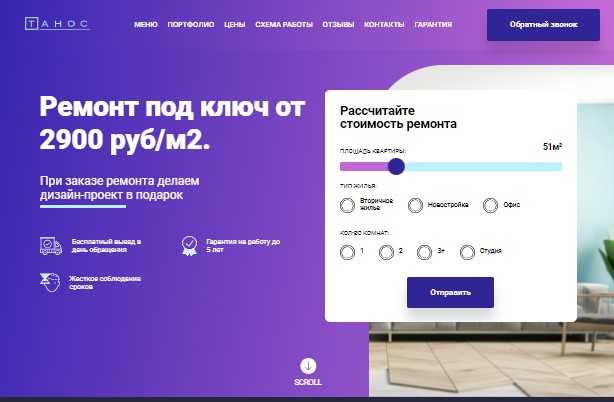 ТАНОС
МЕНЮ ПОРТФОЛИО ЦЕНЫ СХЕМА РАБОТЫ ОТЗЫВЫ КОНТАКТЫ ГАРАНТИЯ
Обратный звонок
Ремонт под ключ от
2900 руб/м2.
При заказе ремонта делаем
дизайн-проект в подарок
Бесплатный выезд в
день обращения
Гарантия на работу до
5 лет
Жесткое соблюдение
сроков
Рассчитайте
стоимость ремонта
ПЛОЩАДЬ КВАРТИРЫ:
51м²
ТИП ЖИЛЬЯ:
Вторичное
жилье
Новостройка
Офис
КОЛ-ВО КОМНАТ:
1
2
3+
Студия
Отправить
SCROLL